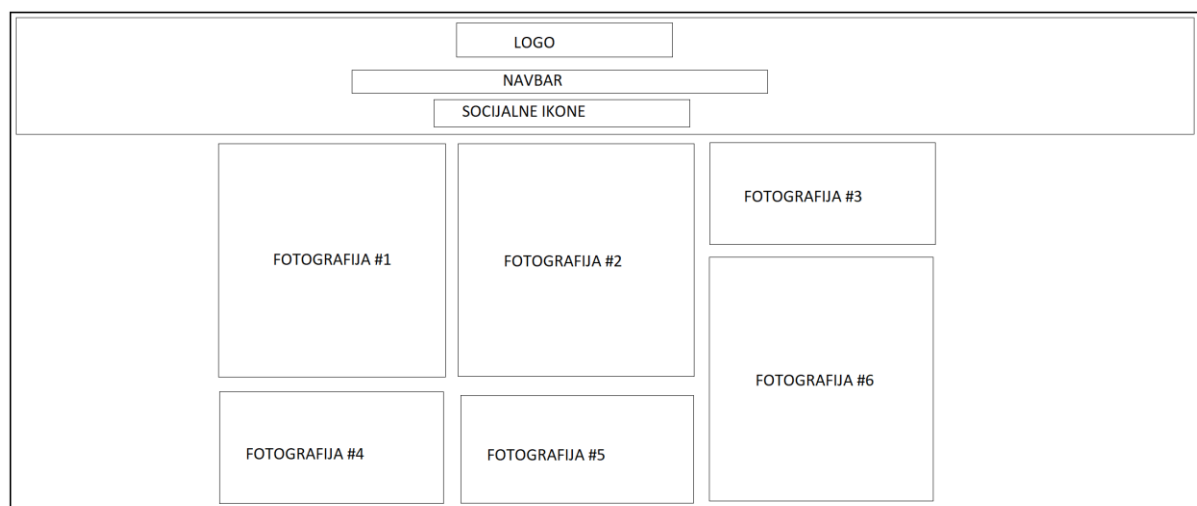 LOGO
NAVBAR
SOCIJALNE IKONE
FOTOGRAFIJA #1
FOTOGRAFIJA #2
FOTOGRAFIJA #3
FOTOGRAFIJA #4
FOTOGRAFIJA #5
FOTOGRAFIJA #6